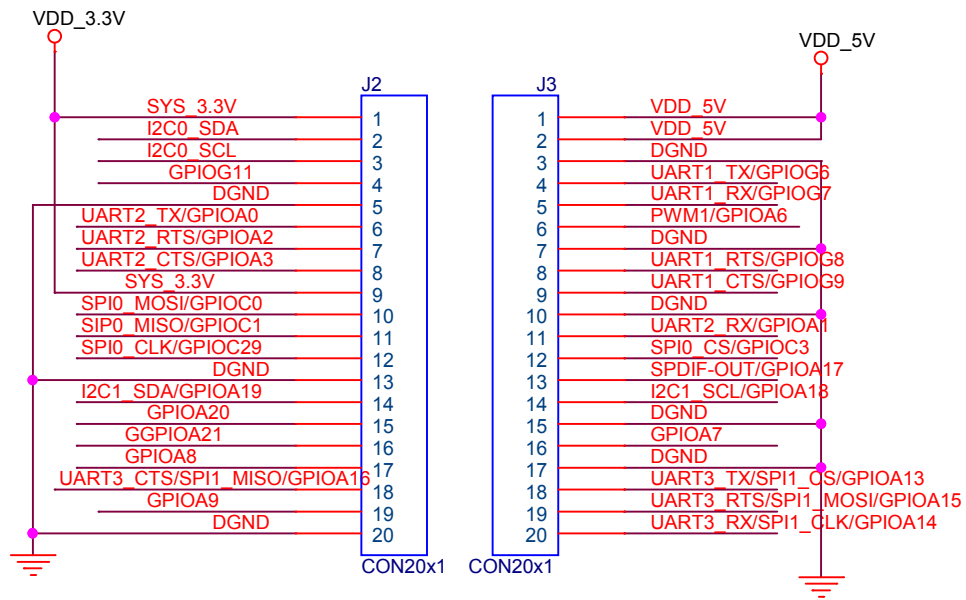 VDD_3.3V
VDD_5V
J2
SYS_3.3V 1
I2C0_SDA 2
I2C0_SCL 3
GPIOG11 4
DGND 5
UART2_TX/GPIOA0 6
UART2_RTS/GPIOA2 7
UART2_CTS/GPIOA3 8
SYS_3.3V 9
SPI0_MOSI/GPIOC0 10
SIP0_MISO/GPIOC1 11
SPI0_CLK/GPIOC29 12
DGND 13
I2C1_SDA/GPIOA19 14
GPIOA20 15
GGPIOA21 16
GPIOA8 17
UART3_CTS/SPI1_MISO/GPIOA16 18
GPIOA9 19
DGND 20
CON20x1
J3
1 VDD_5V
2 VDD_5V
3 DGND
4 UART1_TX/GPIOG6
5 UART1_RX/GPIOG7
6 PWM1/GPIOA6
7 DGND
8 UART1_RTS/GPIOG8
9 UART1_CTS/GPIOG9
10 DGND
11 UART2_RX/GPIOA1
12 SPI0_CS/GPIOC3
13 SPDIF-OUT/GPIOA17
14 I2C1_SCL/GPIOA18
15 DGND
16 GPIOA7
17 DGND
18 UART3_TX/SPI1_CS/GPIOA13
19 UART3_RTS/SPI1_MOSI/GPIOA15
20 UART3_RX/SPI1_CLK/GPIOA14
CON20x1